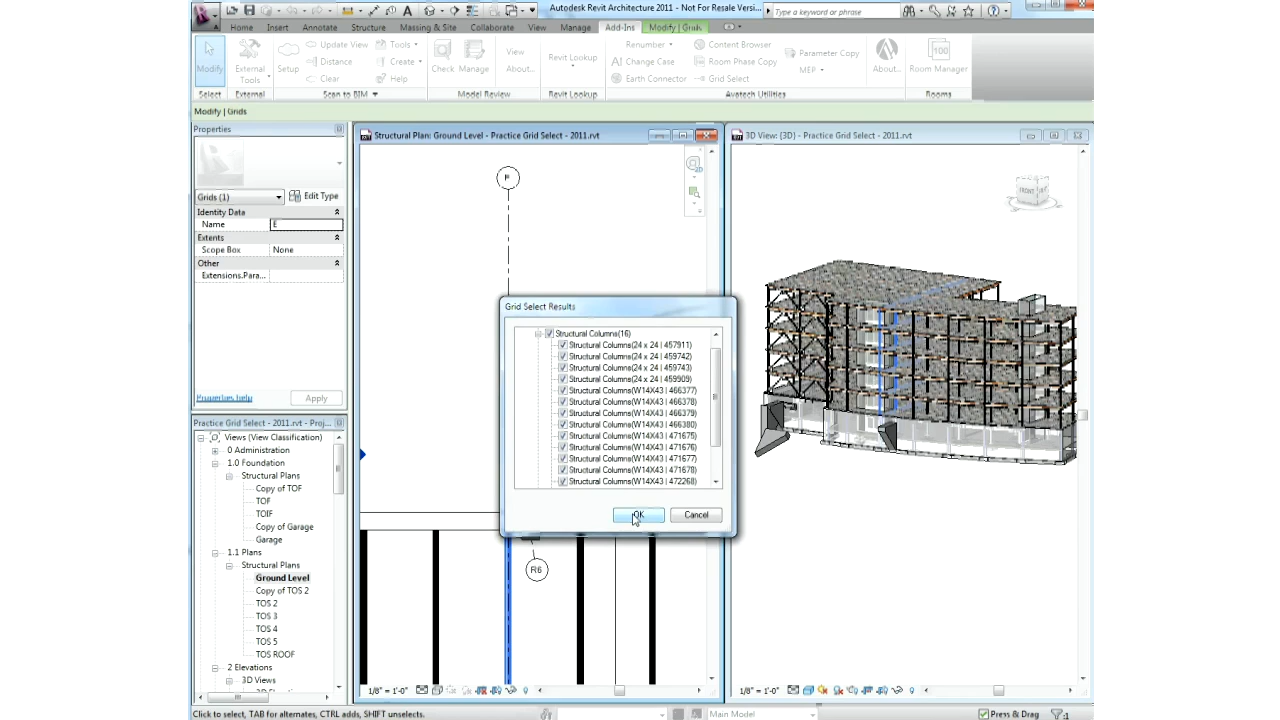 Autodesk Revit Architecture 2011 - Not For Resale Versi...
Type a keyword or phrase
Home Insert Annotate Structure Massing & Site Collaborate View Manage Add-Ins Modify | Grids
Modify
External Tools
Setup
Update View
Distance
Clear
Tools
Create
Help
Check
Manage
View
About...
Revit Lookup
Renumber
Change Case
Earth Connector
Content Browser
Room Phase Copy
Grid Select
Parameter Copy
MEP
About...
Room Manager
Select External Scan to BIM Model Review Revit Lookup Avatech Utilities Rooms
Modify | Grids
Properties
Grids (1)
Edit Type
Identity Data
Name E
Extents
Scope Box None
Other
Extensions.Para...
Properties help
Apply
Practice Grid Select - 2011.rvt - Proj...
Views (View Classification)
0 Administration
1.0 Foundation
Structural Plans
Copy of TOF
TOF
TOIF
Copy of Garage
Garage
1.1 Plans
Structural Plans
Ground Level
Copy of TOS 2
TOS 2
TOS 3
TOS 4
TOS 5
TOS ROOF
2 Elevations
3D Views
Structural Plan: Ground Level - Practice Grid Select - 2011.rvt
2D
F
R6
1/8" = 1'-0"
Grid Select Results
Structural Columns(16)
Structural Columns(24 x 24 | 457911)
Structural Columns(24 x 24 | 459742)
Structural Columns(24 x 24 | 459743)
Structural Columns(24 x 24 | 459909)
Structural Columns(W14X43 | 466377)
Structural Columns(W14X43 | 466378)
Structural Columns(W14X43 | 466379)
Structural Columns(W14X43 | 466380)
Structural Columns(W14X43 | 471675)
Structural Columns(W14X43 | 471676)
Structural Columns(W14X43 | 471677)
Structural Columns(W14X43 | 471678)
Structural Columns(W14X43 | 472268)
OK
Cancel
3D View: {3D} - Practice Grid Select - 2011.rvt
FRONT
1/8" = 1'-0"
Click to select, TAB for alternates, CTRL adds, SHIFT unselects.
Main Model
Press & Drag
:1